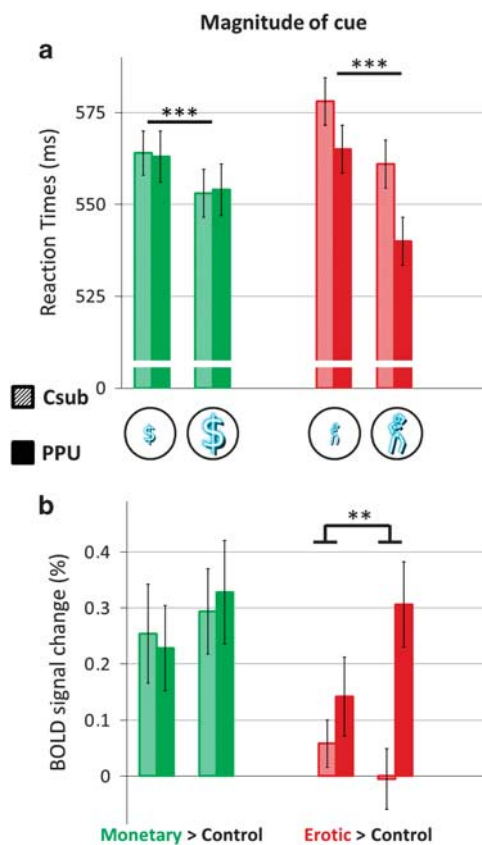 Magnitude of cue
a
***
***
575
550
525
0
Reaction Times (ms)
Csub
PPU
$
$
b
**
0.4
0.3
0.2
0.1
0
BOLD signal change (%)
Monetary > Control
Erotic > Control